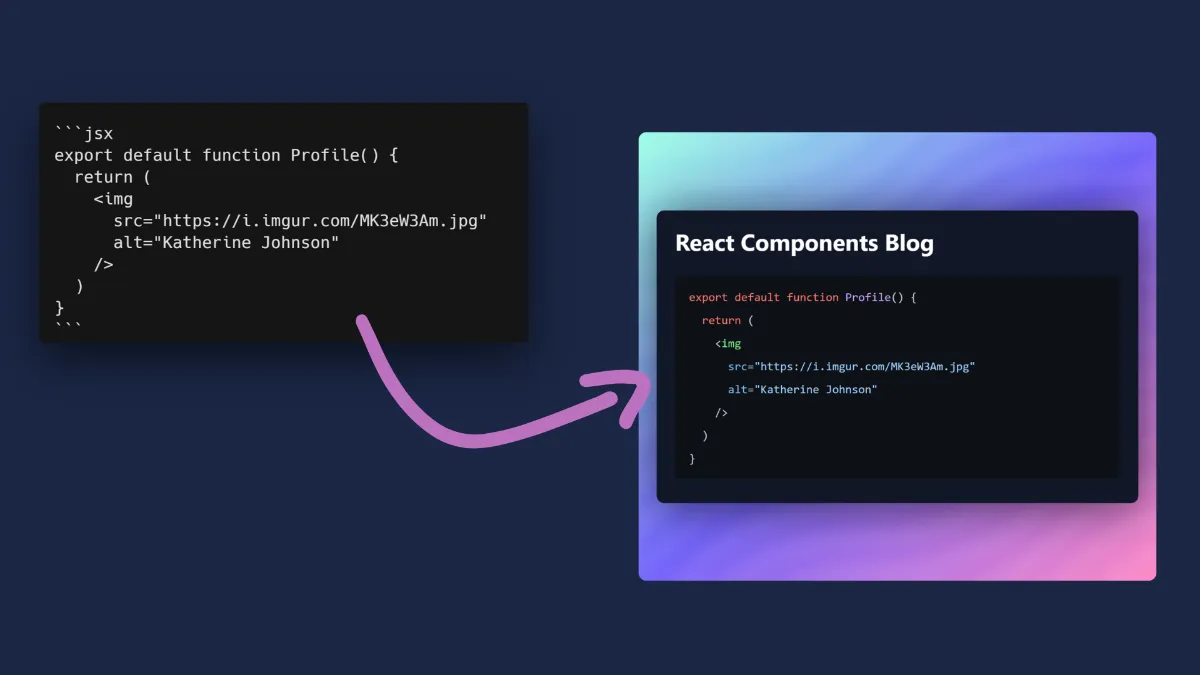 ```jsx
export default function Profile() {
  return (
    <img
      src="https://i.imgur.com/MK3eW3Am.jpg"
      alt="Katherine Johnson"
    />
  )
}
```
React Components Blog
export default function Profile() {
  return (
    <img
      src="https://i.imgur.com/MK3eW3Am.jpg"
      alt="Katherine Johnson"
    />
  )
}